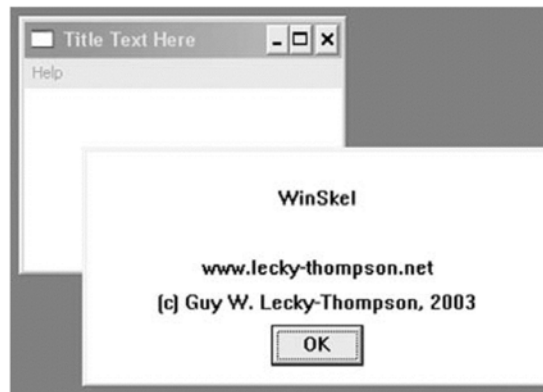 Title Text Here
Help
WinSkel
www.lecky-thompson.net
(c) Guy W. Lecky-Thompson, 2003
OK